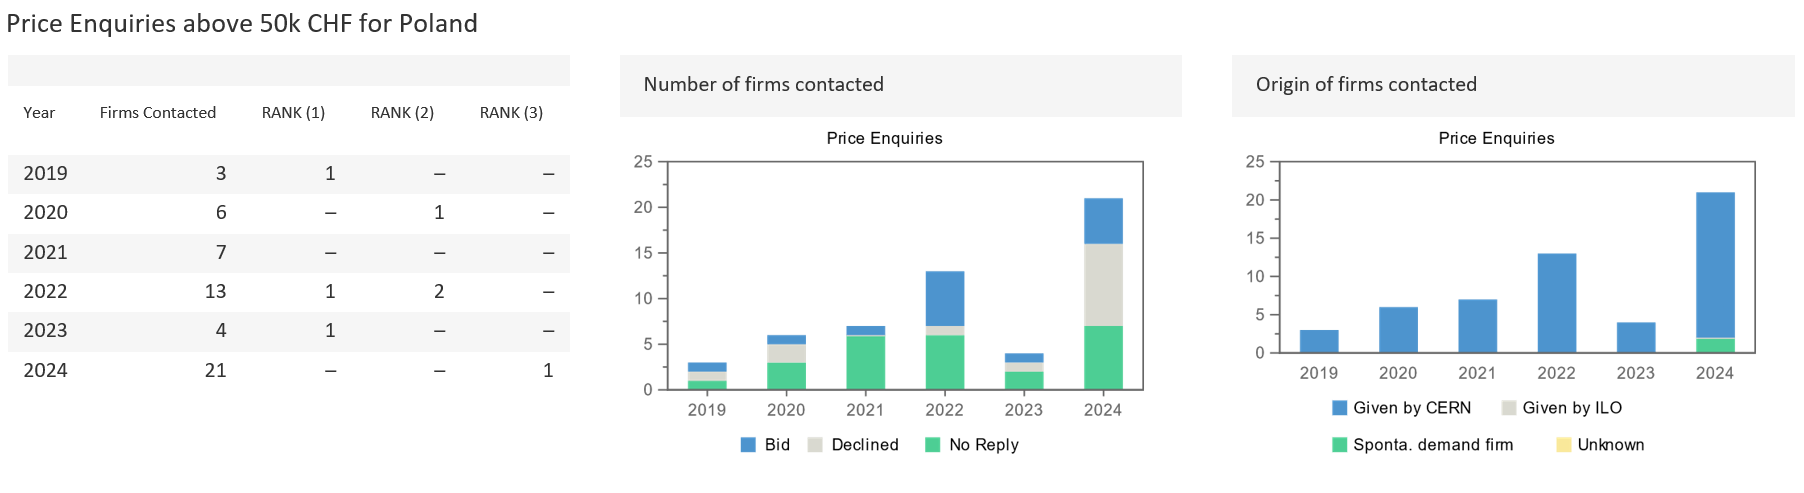 Price Enquiries above 50k CHF for Poland
Year Firms Contacted RANK (1) RANK (2) RANK (3)
2019 3 1 – –
2020 6 – 1 –
2021 7 – – –
2022 13 1 2 –
2023 4 1 – –
2024 21 – – 1
Number of firms contacted
Price Enquiries
25
20
15
10
5
0
2019 2020 2021 2022 2023 2024
Bid Declined No Reply
Origin of firms contacted
Price Enquiries
25
20
15
10
5
0
2019 2020 2021 2022 2023 2024
Given by CERN Given by ILO
Sponta. demand firm Unknown